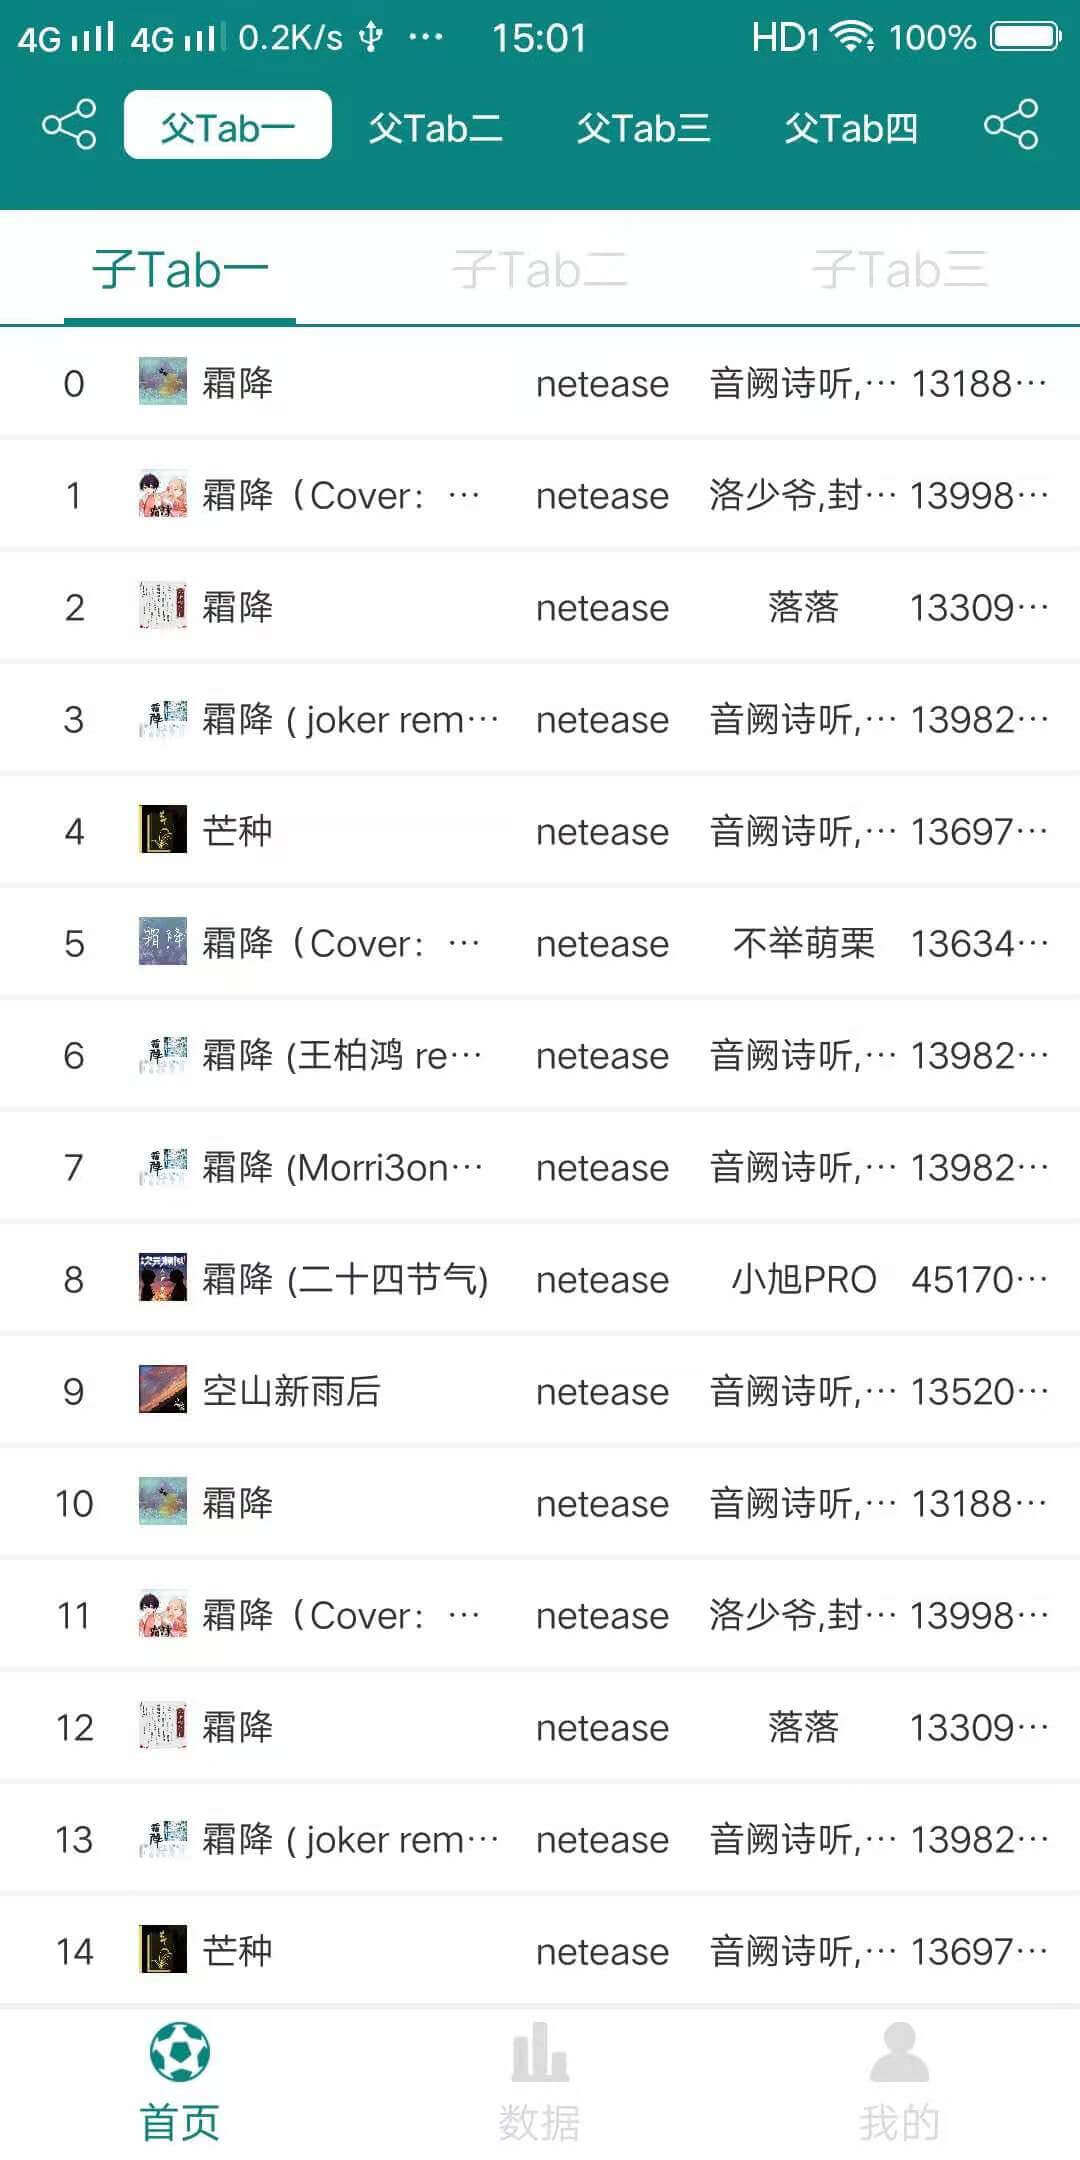 4G 4G 0.2K/s ··· 15:01 HD1 100%
父Tab一 父Tab二 父Tab三 父Tab四
子Tab一 子Tab二 子Tab三
0 霜降 netease 音阙诗听,··· 13188···
1 霜降（Cover： ··· netease 洛少爷,封··· 13998···
2 霜降 netease 落落 13309···
3 霜降 ( joker rem··· netease 音阙诗听,··· 13982···
4 芒种 netease 音阙诗听,··· 13697···
5 霜降（Cover： ··· netease 不举萌栗 13634···
6 霜降 (王柏鸿 re··· netease 音阙诗听,··· 13982···
7 霜降 (Morri3on··· netease 音阙诗听,··· 13982···
8 霜降 (二十四节气) netease 小旭PRO 45170···
9 空山新雨后 netease 音阙诗听,··· 13520···
10 霜降 netease 音阙诗听,··· 13188···
11 霜降（Cover： ··· netease 洛少爷,封··· 13998···
12 霜降 netease 落落 13309···
13 霜降 ( joker rem··· netease 音阙诗听,··· 13982···
14 芒种 netease 音阙诗听,··· 13697···
首页 数据 我的